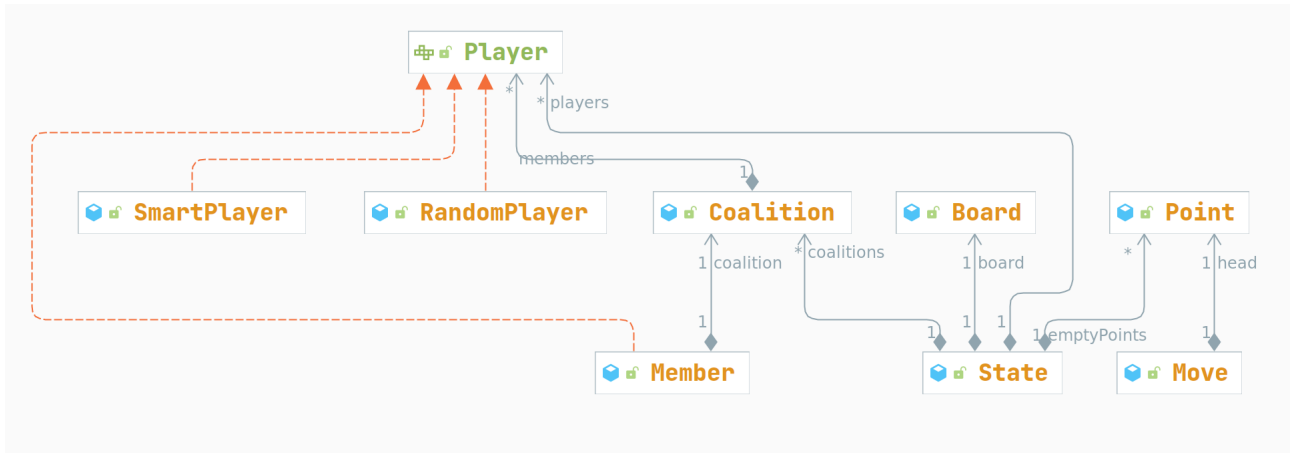 Player
* * players
members
1
SmartPlayer RandomPlayer Coalition Board Point
1 coalition * coalitions 1 board * 1 head
1 1 1 1 1 emptyPoints 1
Member State Move